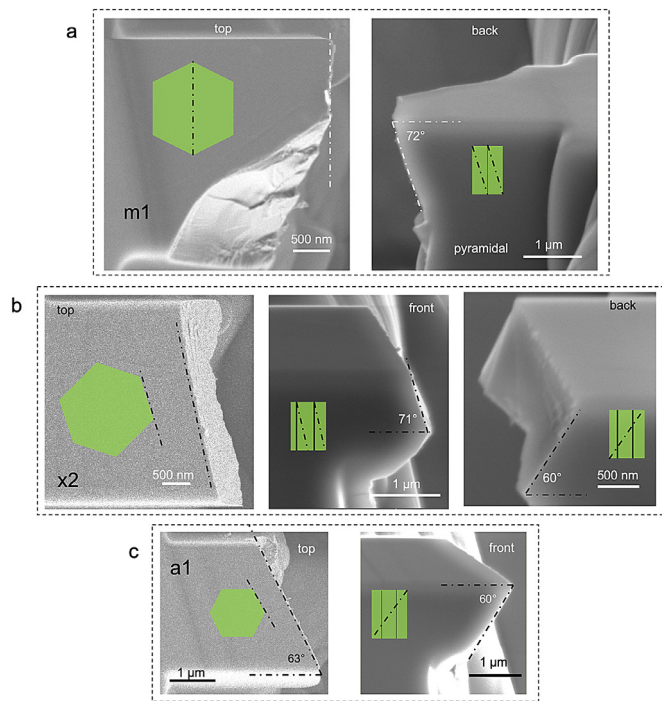 a
top
m1
500 nm
back
72°
pyramidal
1 µm
b
top
x2
500 nm
front
71°
1 µm
back
60°
500 nm
c
a1
top
63°
1 µm
front
60°
1 µm